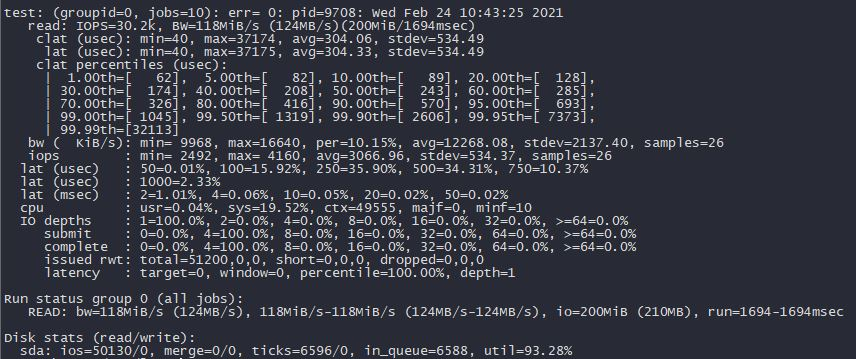 test: (groupid=0, jobs=10): err= 0: pid=9708: Wed Feb 24 10:43:25 2021
read: IOPS=30.2k, BW=118MiB/s (124MB/s)(200MiB/1694msec)
clat (usec): min=40, max=37174, avg=304.06, stdev=534.49
lat (usec): min=40, max=37175, avg=304.33, stdev=534.49
clat percentiles (usec):
| 1.00th=[ 62], 5.00th=[ 82], 10.00th=[ 89], 20.00th=[ 128],
| 30.00th=[ 174], 40.00th=[ 208], 50.00th=[ 243], 60.00th=[ 285],
| 70.00th=[ 326], 80.00th=[ 416], 90.00th=[ 570], 95.00th=[ 693],
| 99.00th=[ 1045], 99.50th=[ 1319], 99.90th=[ 2606], 99.95th=[ 7373],
| 99.99th=[32113]
bw ( KiB/s): min= 9968, max=16640, per=10.15%, avg=12268.08, stdev=2137.40, samples=26
iops : min= 2492, max= 4160, avg=3066.96, stdev=534.37, samples=26
lat (usec) : 50=0.01%, 100=15.92%, 250=35.90%, 500=34.31%, 750=10.37%
lat (usec) : 1000=2.33%
lat (msec) : 2=1.01%, 4=0.06%, 10=0.05%, 20=0.02%, 50=0.02%
cpu : usr=0.04%, sys=19.52%, ctx=49555, majf=0, minf=10
IO depths : 1=100.0%, 2=0.0%, 4=0.0%, 8=0.0%, 16=0.0%, 32=0.0%, >=64=0.0%
submit : 0=0.0%, 4=100.0%, 8=0.0%, 16=0.0%, 32=0.0%, 64=0.0%, >=64=0.0%
complete : 0=0.0%, 4=100.0%, 8=0.0%, 16=0.0%, 32=0.0%, 64=0.0%, >=64=0.0%
issued rwt: total=51200,0,0, short=0,0,0, dropped=0,0,0
latency : target=0, window=0, percentile=100.00%, depth=1
Run status group 0 (all jobs):
READ: bw=118MiB/s (124MB/s), 118MiB/s-118MiB/s (124MB/s-124MB/s), io=200MiB (210MB), run=1694-1694msec
Disk stats (read/write):
sda: ios=50130/0, merge=0/0, ticks=6596/0, in_queue=6588, util=93.28%